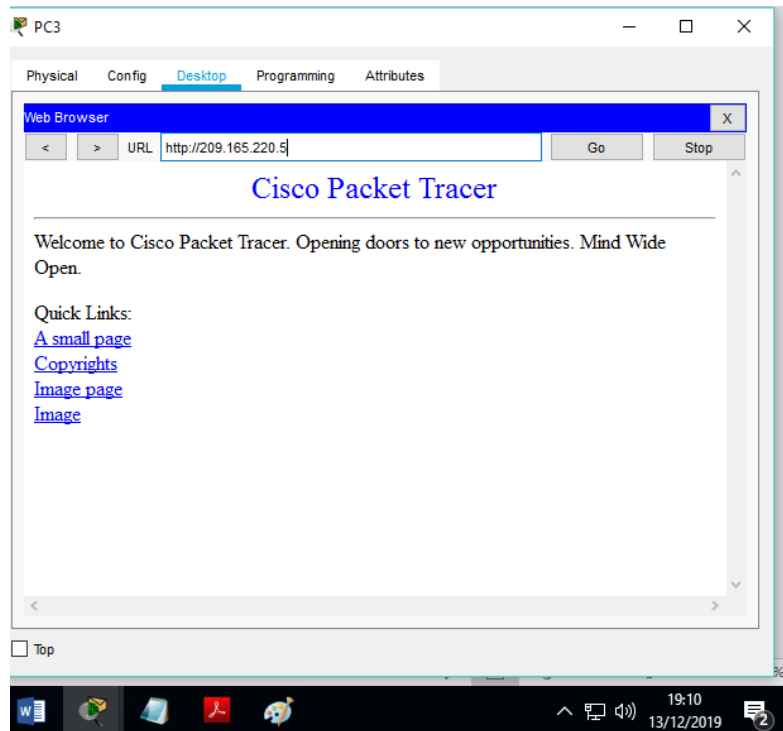 PC3
Physical Config Desktop Programming Attributes
Web Browser X
< > URL http://209.165.220.5 Go Stop
Cisco Packet Tracer
Welcome to Cisco Packet Tracer. Opening doors to new opportunities. Mind Wide
Open.
Quick Links:
A small page
Copyrights
Image page
Image
Top
%
19:10
13/12/2019
2